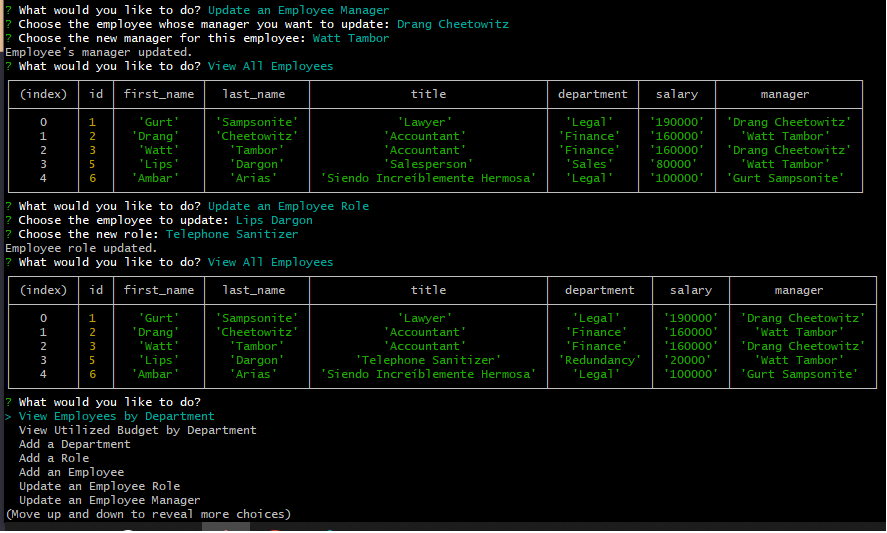 ? What would you like to do? Update an Employee Manager
? Choose the employee whose manager you want to update: Drang Cheetowitz
? Choose the new manager for this employee: Watt Tambor
Employee's manager updated.
? What would you like to do? View All Employees
(index) id first_name last_name title department salary manager
0 1 'Gurt' 'Sampsonite' 'Lawyer' 'Legal' '190000' 'Drang Cheetowitz'
1 2 'Drang' 'Cheetowitz' 'Accountant' 'Finance' '160000' 'Watt Tambor'
2 3 'Watt' 'Tambor' 'Accountant' 'Finance' '160000' 'Drang Cheetowitz'
3 5 'Lips' 'Dargon' 'Salesperson' 'Sales' '80000' 'Watt Tambor'
4 6 'Ambar' 'Arias' 'Siendo Increíblemente Hermosa' 'Legal' '100000' 'Gurt Sampsonite'
? What would you like to do? Update an Employee Role
? Choose the employee to update: Lips Dargon
? Choose the new role: Telephone Sanitizer
Employee role updated.
? What would you like to do? View All Employees
(index) id first_name last_name title department salary manager
0 1 'Gurt' 'Sampsonite' 'Lawyer' 'Legal' '190000' 'Drang Cheetowitz'
1 2 'Drang' 'Cheetowitz' 'Accountant' 'Finance' '160000' 'Watt Tambor'
2 3 'Watt' 'Tambor' 'Accountant' 'Finance' '160000' 'Drang Cheetowitz'
3 5 'Lips' 'Dargon' 'Telephone Sanitizer' 'Redundancy' '20000' 'Watt Tambor'
4 6 'Ambar' 'Arias' 'Siendo Increíblemente Hermosa' 'Legal' '100000' 'Gurt Sampsonite'
? What would you like to do?
> View Employees by Department
View Utilized Budget by Department
Add a Department
Add a Role
Add an Employee
Update an Employee Role
Update an Employee Manager
(Move up and down to reveal more choices)